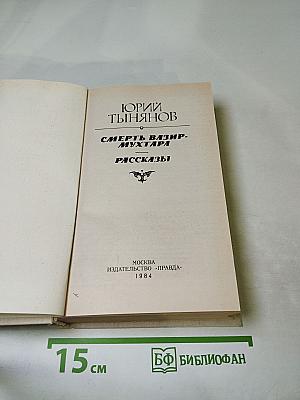 ЮРИЙ
ТЫНЯНОВ
СМЕРТЬ ВАЗИР-
МУХТАРА
РАССКАЗЫ
МОСКВА
ИЗДАТЕЛЬСТВО «ПРАВДА»
1984
15 см
БФ БИБЛИОФАН